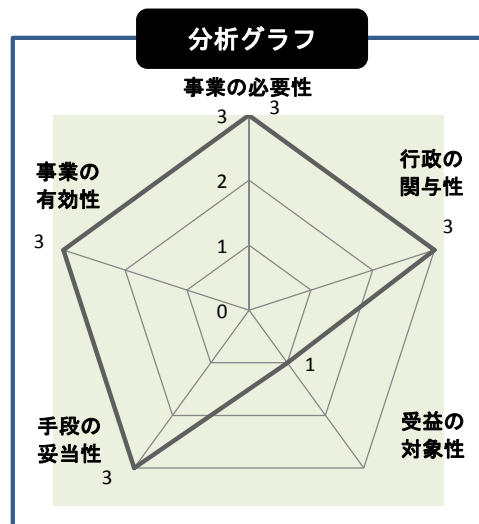 分析グラフ
事業の必要性
3
3
行政の
関与性
事業の
有効性
2
3
3
1
0
1
手段の
妥当性
受益の
対象性
3